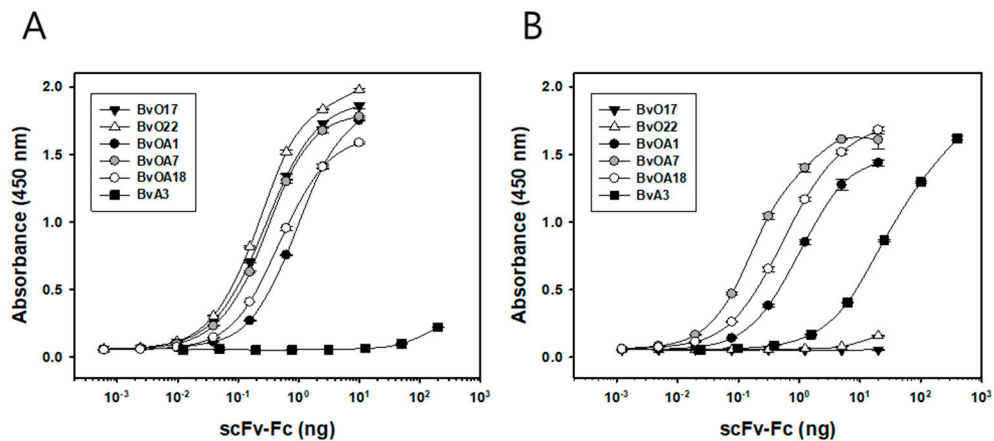 A
Absorbance (450 nm)
2.0
1.5
1.0
0.5
0.0
BvO17
BvO22
BvOA1
BvOA7
BvOA18
BvA3
10-3 10-2 10-1 100 101 102 103
scFv-Fc (ng)
B
Absorbance (450 nm)
2.0
1.5
1.0
0.5
0.0
BvO17
BvO22
BvOA1
BvOA7
BvOA18
BvA3
10-3 10-2 10-1 100 101 102 103
scFv-Fc (ng)